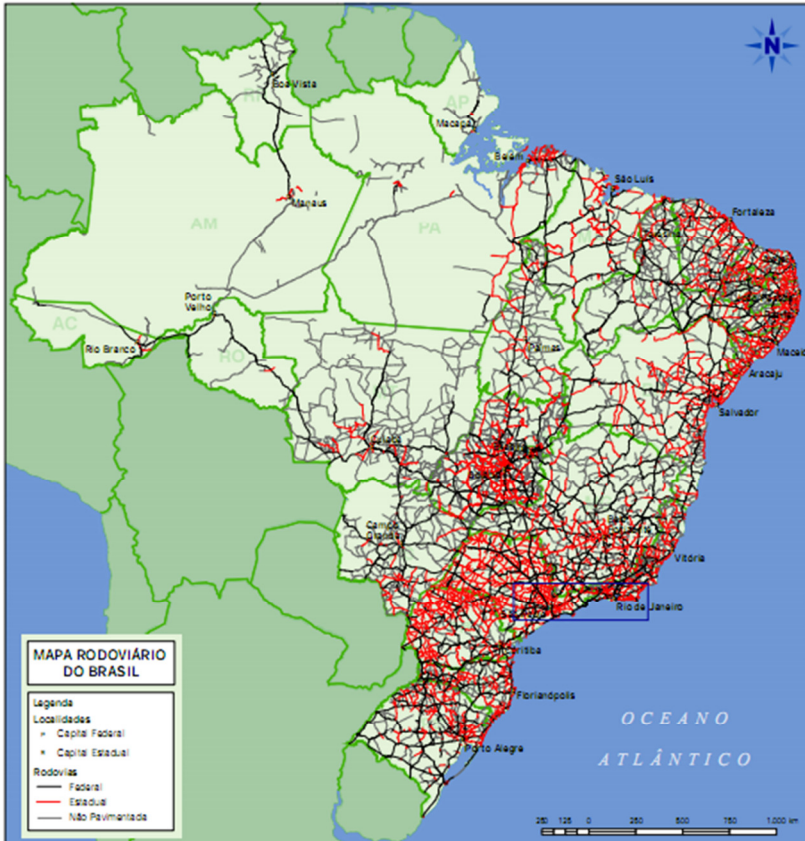 N
Boa Vista
AP
Macapá
Belém
São Luís
Manaus
Fortaleza
AM
PA
Porto
Velho
AC
Rio Branco
RO
Palmas
Aracaju
Salvador
Campo
Grande
Vitória
Rio de Janeiro
Curitiba
Florianópolis
Porto Alegre
OCEANO
ATLÂNTICO
MAPA RODOVIÁRIO
DO BRASIL
Legenda
Localidades
Capital Federal
Capital Estadual
Rodovias
Federal
Estadual
Não Pavimentada
250 125 0 250 500 750 1.000 km